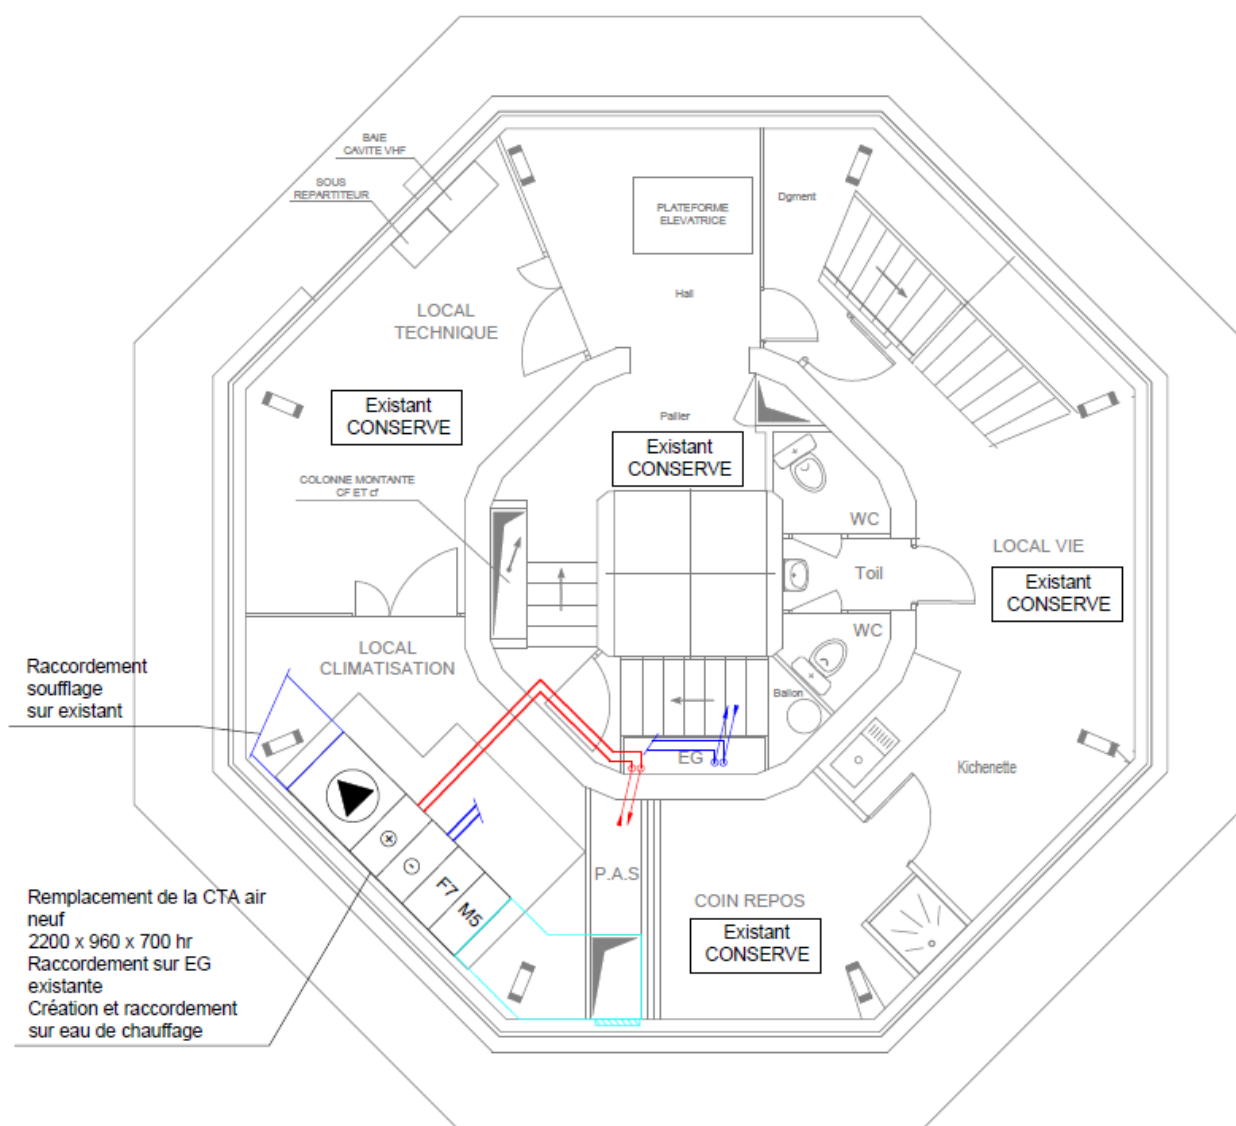 BAIE
CAVITE VHF
SOUS
REPARTITEUR
PLATEFORME
ELEVATRICE
Dgment
Hall
LOCAL
TECHNIQUE
Existant
CONSERVE
Palier
Existant
CONSERVE
COLONNE MONTANTE
CF ET cf
WC
LOCAL VIE
Toil
Existant
CONSERVE
WC
LOCAL
CLIMATISATION
Raccordement
soufflage
sur existant
Ballon
EG
Kichenette
+
-
F7
M5
P.A.S
COIN REPOS
Existant
CONSERVE
Remplacement de la CTA air
neuf
2200 x 960 x 700 hr
Raccordement sur EG
existante
Création et raccordement
sur eau de chauffage